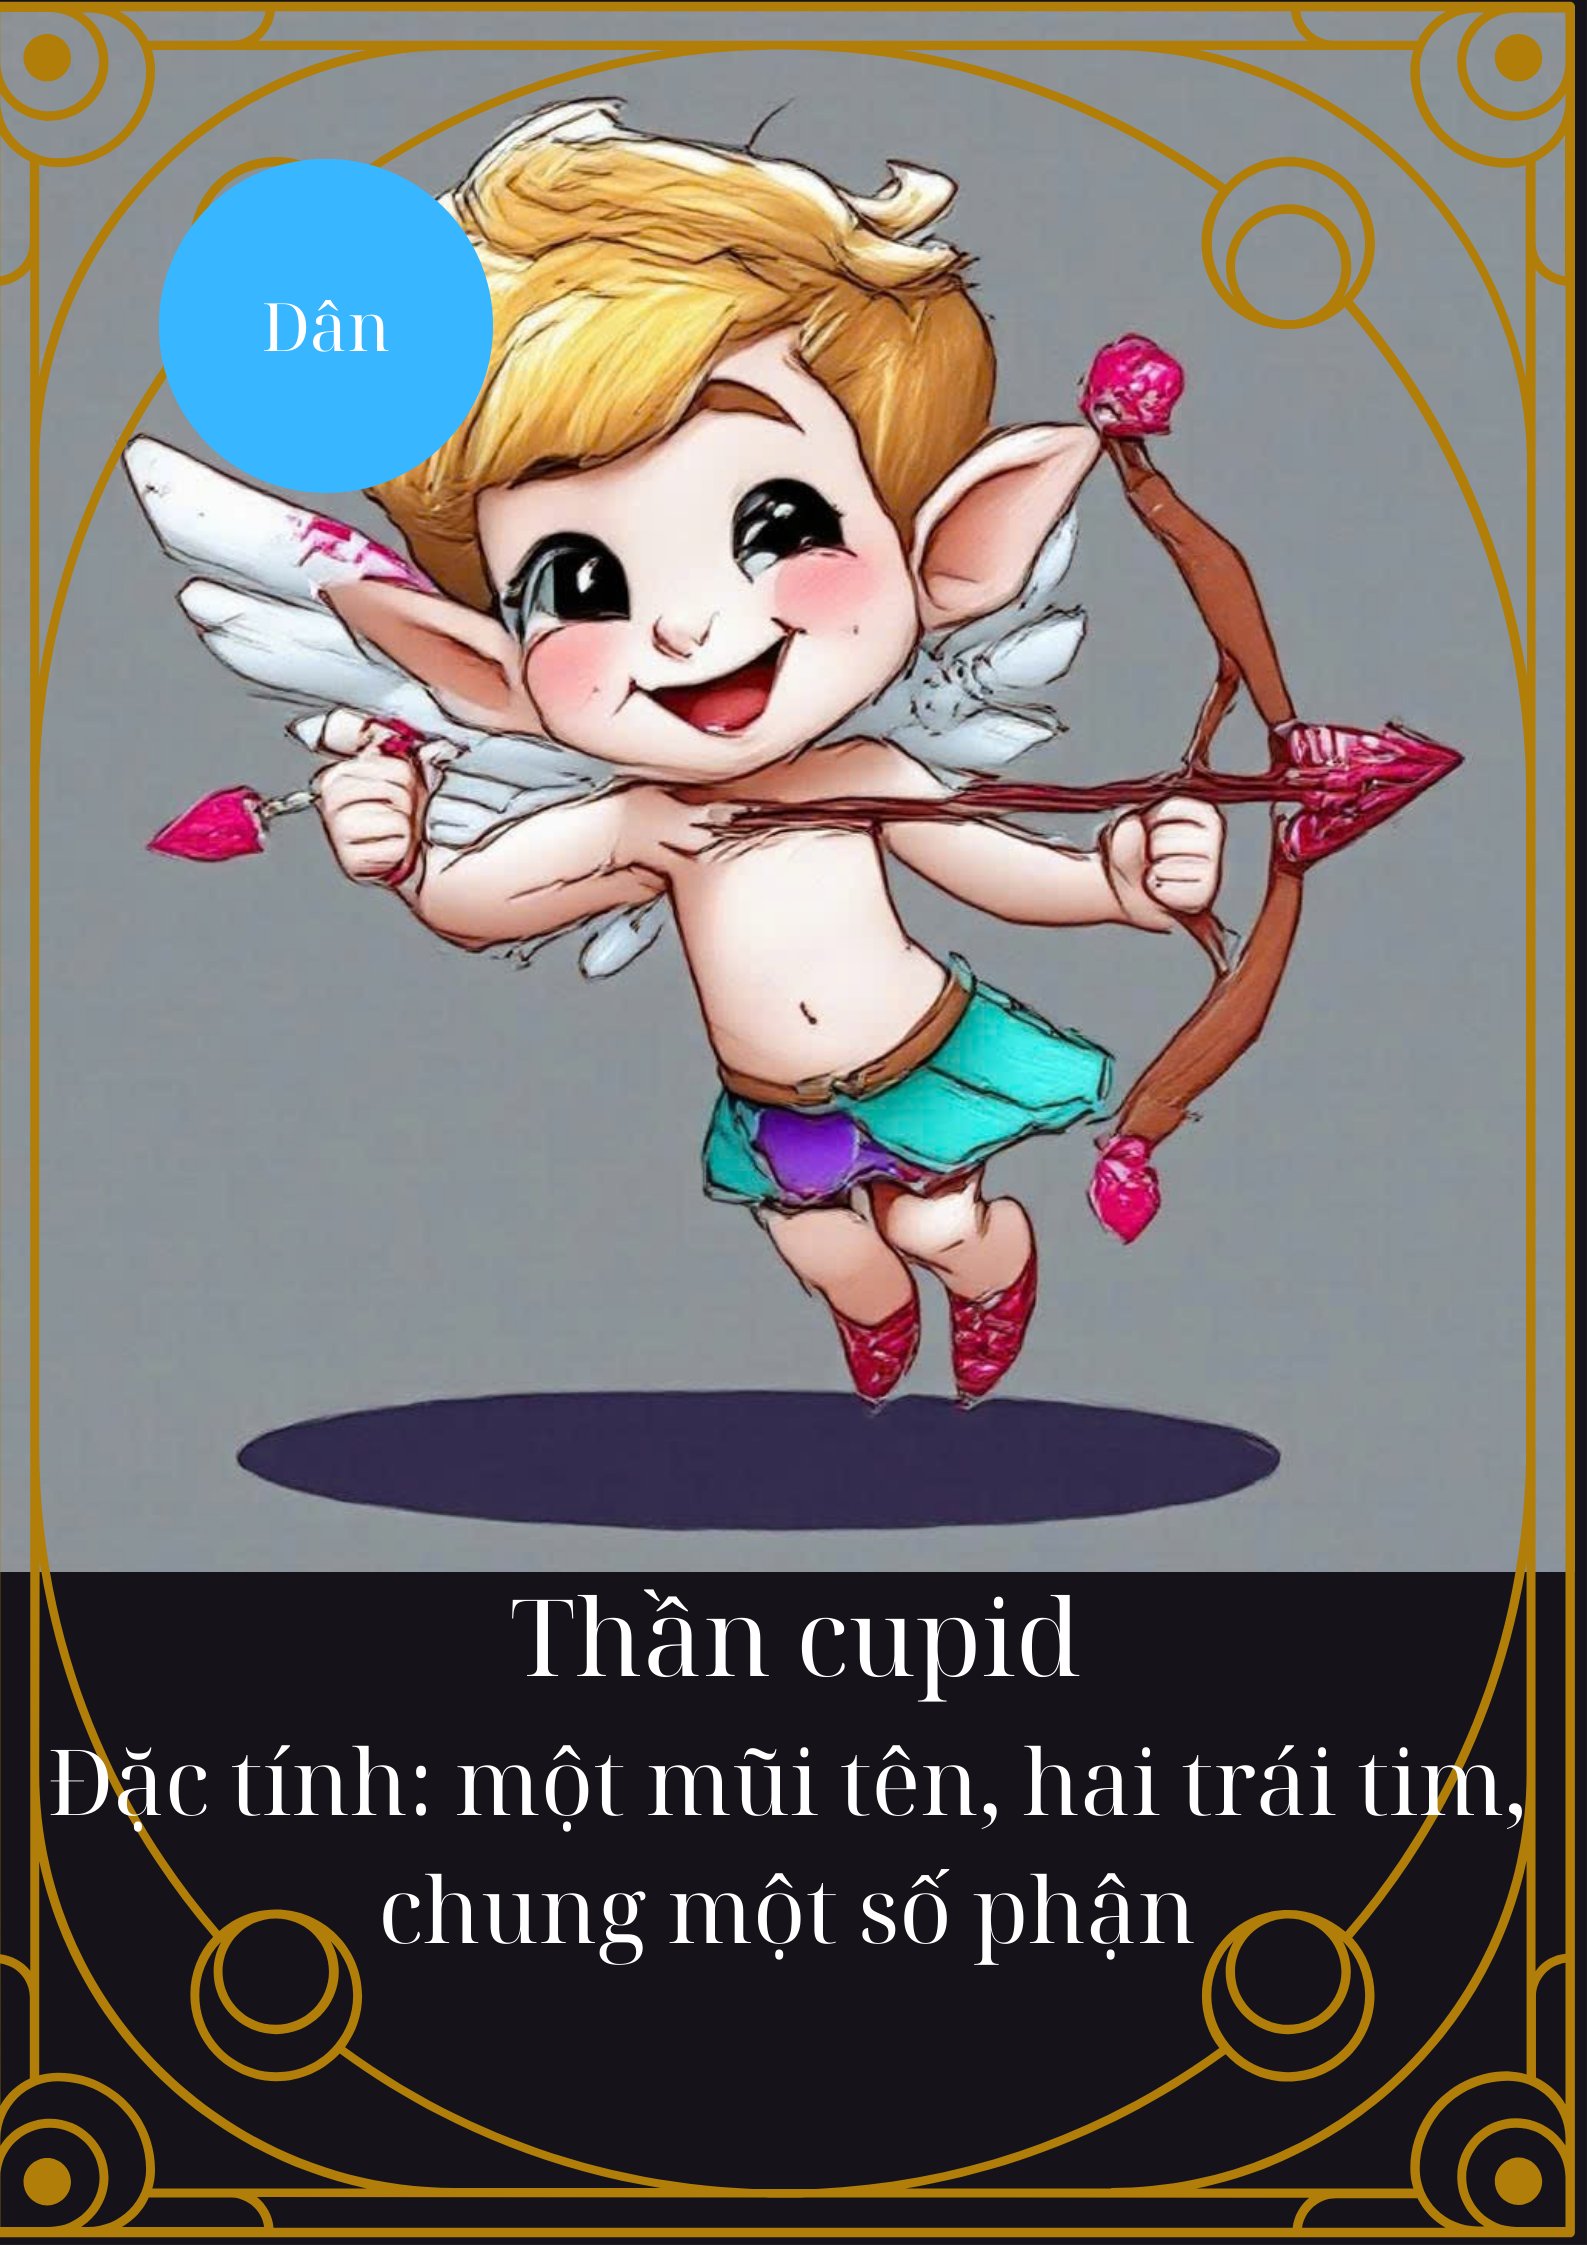 Dân
Thần cupid
Đặc tính: một mũi tên, hai trái tim,
chung một số phận